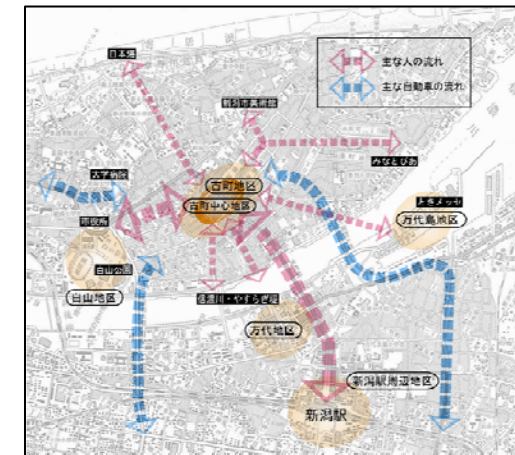 主な人の流れ
主な自動車の流れ
日本海
新潟市美術館
みなとぴあ
大学病院
古町地区
古町中心地区
市役所
ときメッセ
万代島地区
白山公園
白山地区
信濃川・やすらぎ堤
万代地区
新潟駅周辺地区
新潟駅